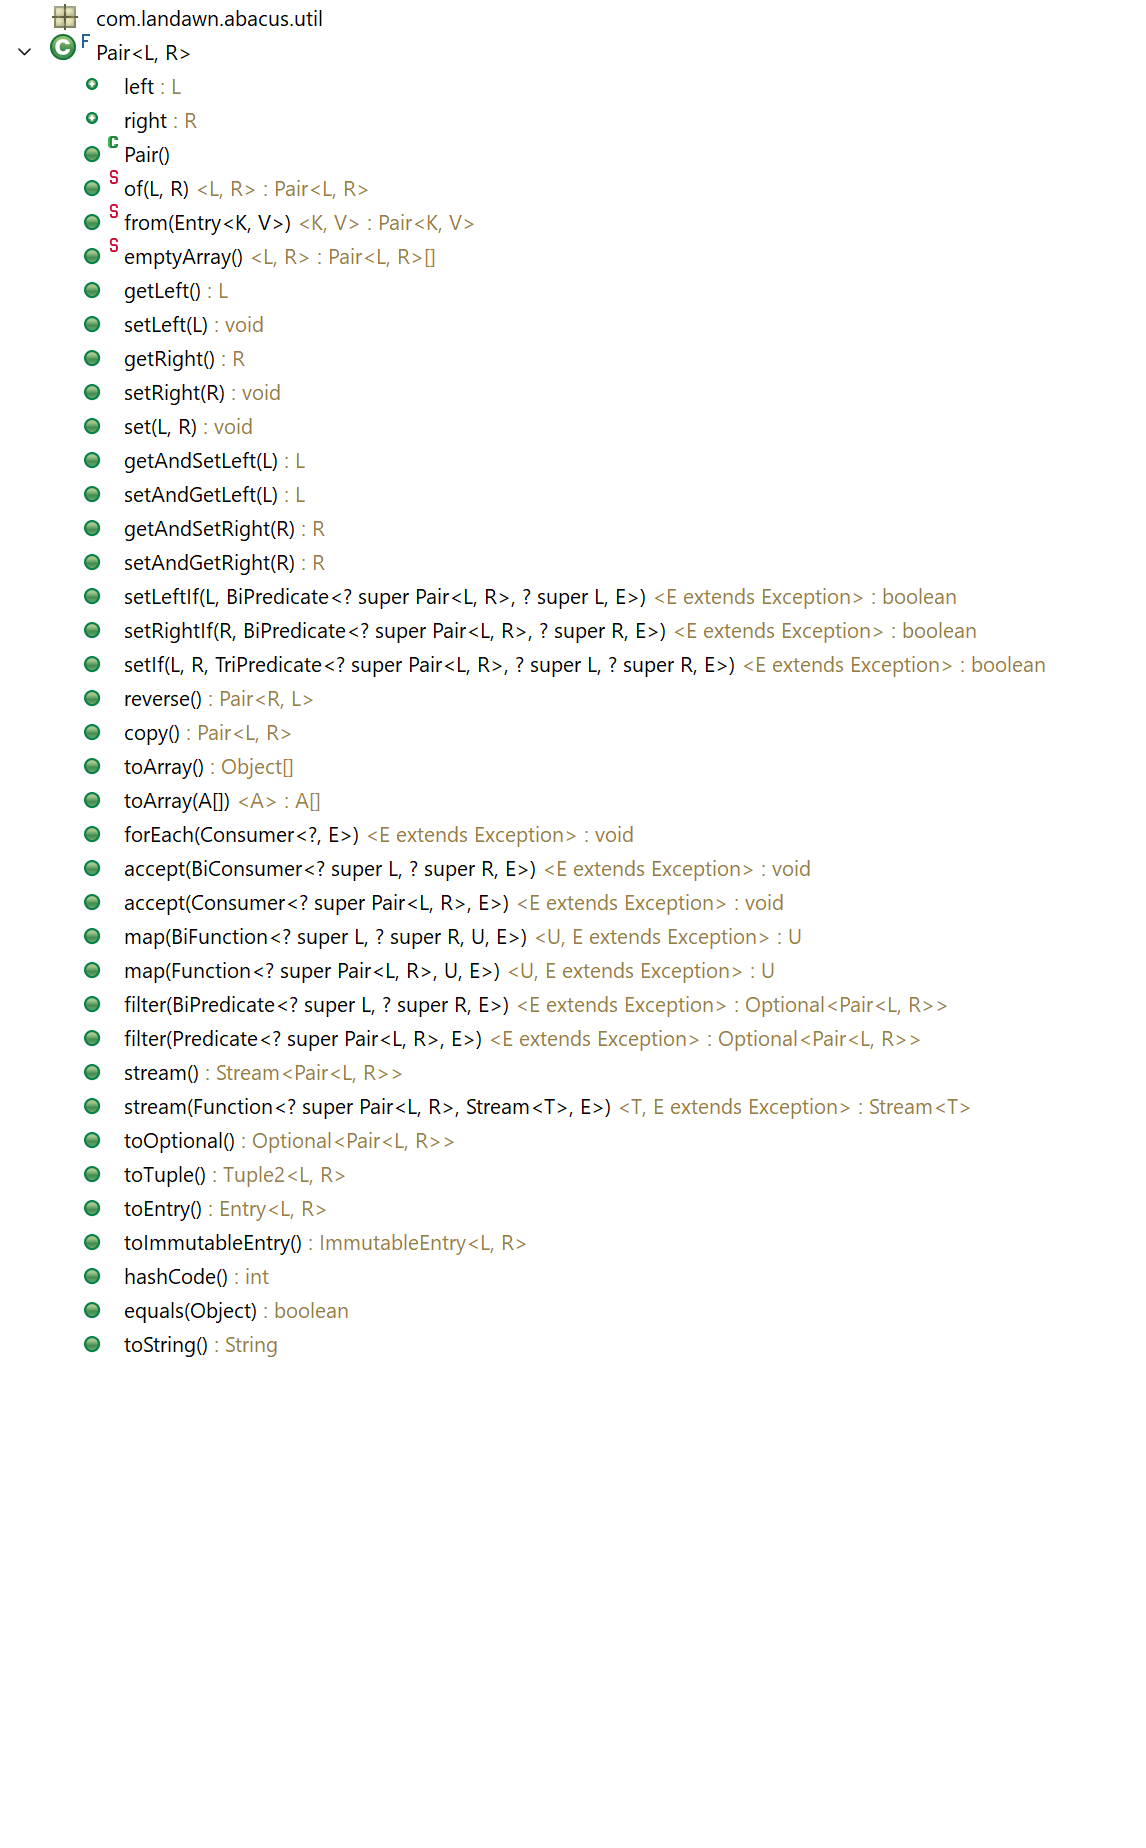 com.landawn.abacus.util
F Pair<L, R>
left : L
right : R
C Pair()
S of(L, R) <L, R> : Pair<L, R>
S from(Entry<K, V>) <K, V> : Pair<K, V>
S emptyArray() <L, R> : Pair<L, R>[]
getLeft() : L
setLeft(L) : void
getRight() : R
setRight(R) : void
set(L, R) : void
getAndSetLeft(L) : L
setAndGetLeft(L) : L
getAndSetRight(R) : R
setAndGetRight(R) : R
setLeftIf(L, BiPredicate<? super Pair<L, R>, ? super L, E>) <E extends Exception> : boolean
setRightIf(R, BiPredicate<? super Pair<L, R>, ? super R, E>) <E extends Exception> : boolean
setIf(L, R, TriPredicate<? super Pair<L, R>, ? super L, ? super R, E>) <E extends Exception> : boolean
reverse() : Pair<R, L>
copy() : Pair<L, R>
toArray() : Object[]
toArray(A[]) <A> : A[]
forEach(Consumer<?, E>) <E extends Exception> : void
accept(BiConsumer<? super L, ? super R, E>) <E extends Exception> : void
accept(Consumer<? super Pair<L, R>, E>) <E extends Exception> : void
map(BiFunction<? super L, ? super R, U, E>) <U, E extends Exception> : U
map(Function<? super Pair<L, R>, U, E>) <U, E extends Exception> : U
filter(BiPredicate<? super L, ? super R, E>) <E extends Exception> : Optional<Pair<L, R>>
filter(Predicate<? super Pair<L, R>, E>) <E extends Exception> : Optional<Pair<L, R>>
stream() : Stream<Pair<L, R>>
stream(Function<? super Pair<L, R>, Stream<T>, E>) <T, E extends Exception> : Stream<T>
toOptional() : Optional<Pair<L, R>>
toTuple() : Tuple2<L, R>
toEntry() : Entry<L, R>
toImmutableEntry() : ImmutableEntry<L, R>
hashCode() : int
equals(Object) : boolean
toString() : String